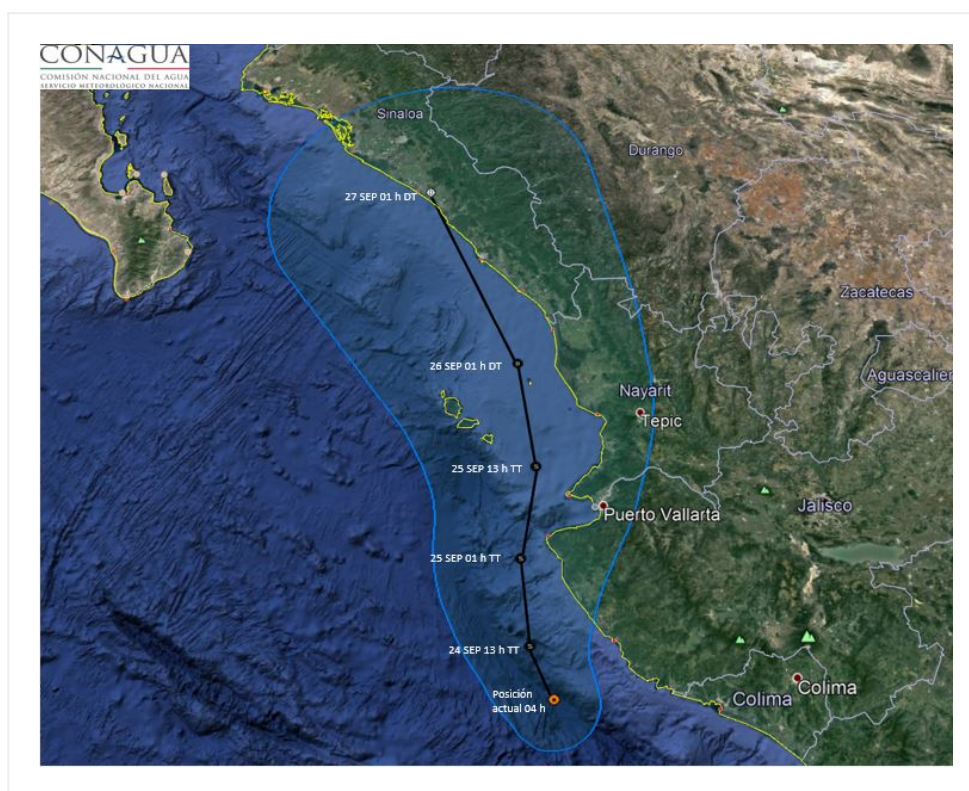 CONAGUA
COMISIÓN NACIONAL DEL AGUA
SERVICIO METEOROLÓGICO NACIONAL
Sinaloa
Durango
27 SEP 01 h DT
Zacatecas
26 SEP 01 h DT
Aguascalien
Nayarit
Tepic
25 SEP 13 h TT
Jalisco
Puerto Vallarta
25 SEP 01 h TT
24 SEP 13 h TT
Colima
Colima
Posición
actual 04 h